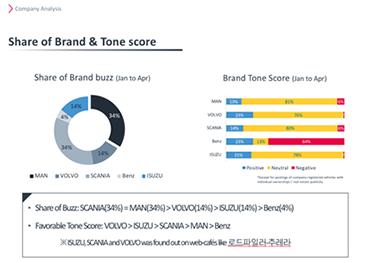 Company Analysis
Share of Brand & Tone score
Share of Brand buzz (Jan to Apr)
14%
4%
34%
34%
14%
MAN VOLVO SCANIA Benz ISUZU
Brand Tone Score (Jan to Apr)
MAN 13% 81% 6%
VOLVO 23% 76%
SCANIA 14% 80% 6%
Benz 23% 13% 64%
ISUZU 21% 79%
Positive Neutral Negative
*Except for postings of company registered vehicles with
individual ownerships / real estate publicity
Share of Buzz: SCANIA(34%) = MAN(34%) > VOLVO(14%) > ISUZU(14%) > Benz(4%)
Favorable Tone Score: VOLVO > ISUZU > SCANIA > MAN > Benz
※ISUZU, SCANIA and VOLVO was found out on web-cafés like 로드파일러-추레라